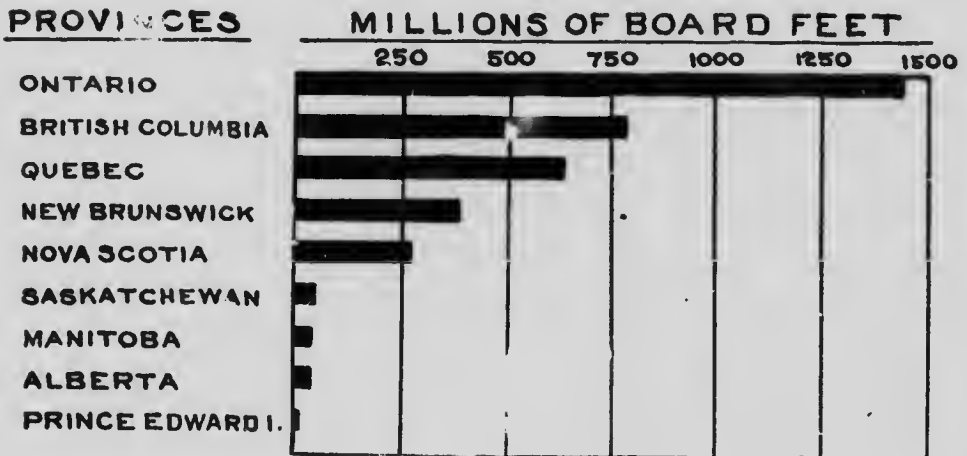 PROVINCES MILLIONS OF BOARD FEET
250 500 750 1000 1250 1500
ONTARIO
BRITISH COLUMBIA
QUEBEC
NEW BRUNSWICK
NOVA SCOTIA
SASKATCHEWAN
MANITOBA
ALBERTA
PRINCE EDWARD I.